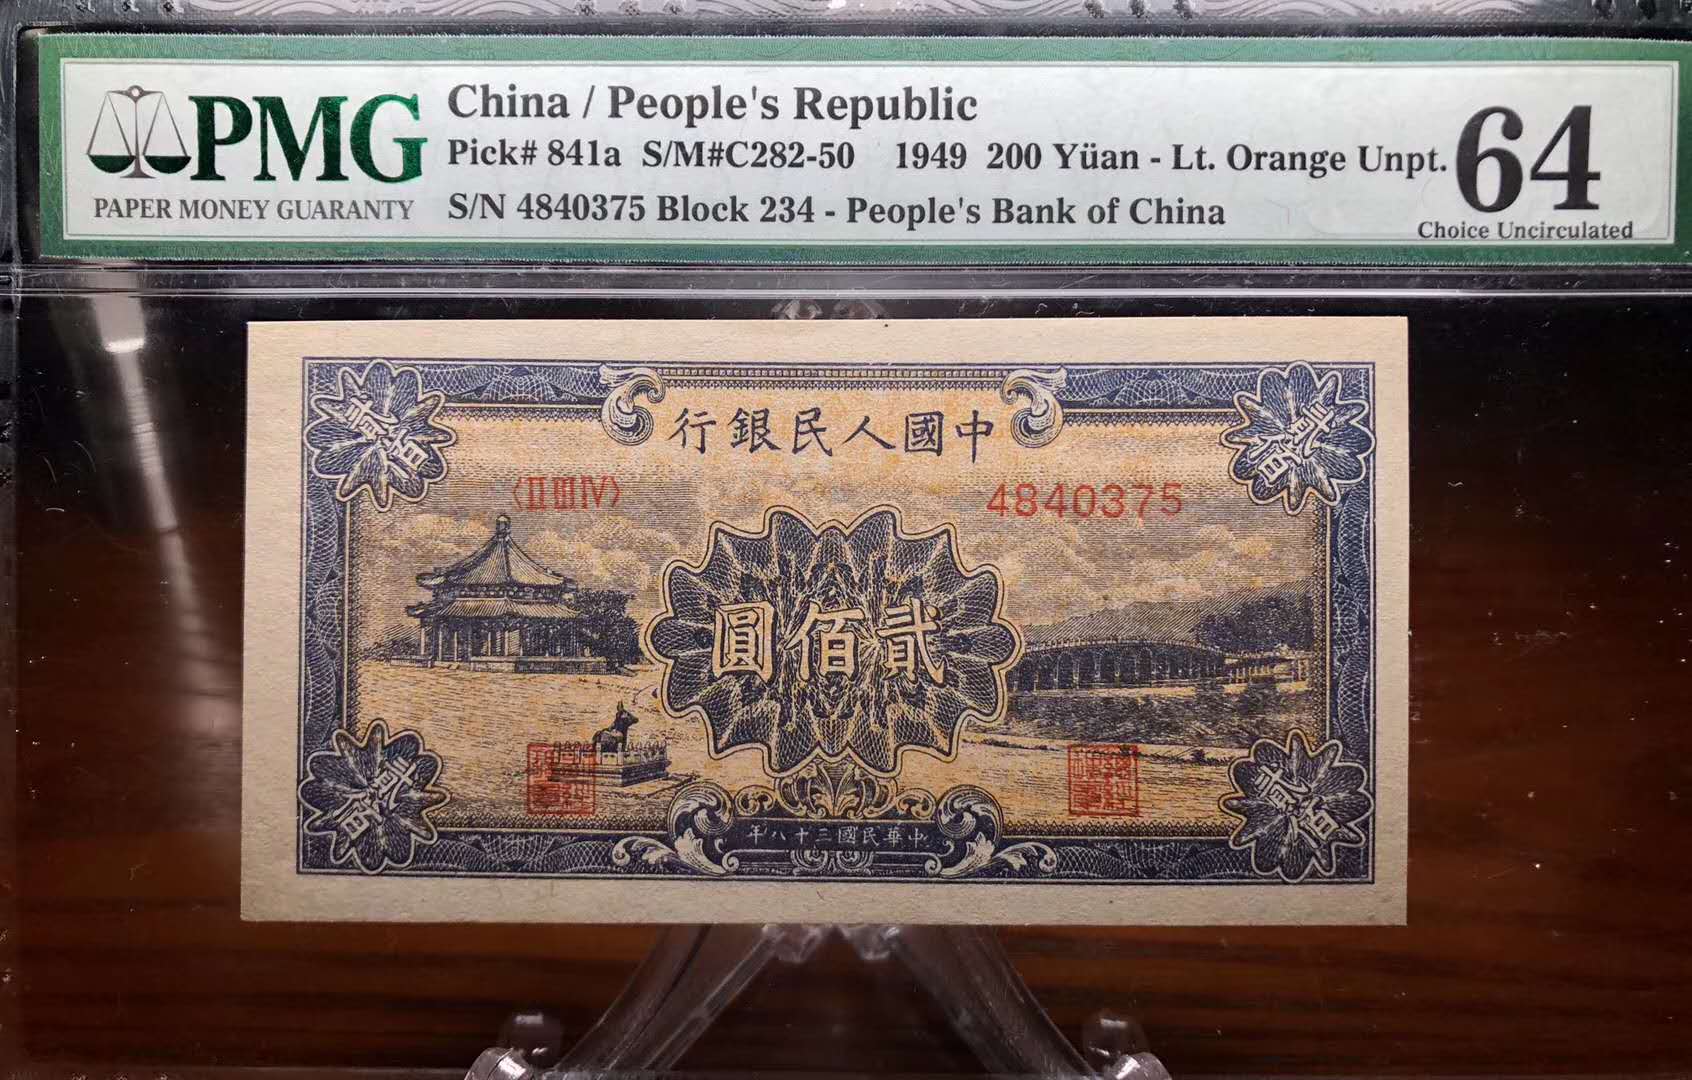 PMG
PAPER MONEY GUARANTY
China / People's Republic
Pick# 841a S/M#C282-50 1949 200 Yüan - Lt. Orange Unpt.
S/N 4840375 Block 234 - People's Bank of China
64
Choice Uncirculated
行銀民人國中
貳佰
貳佰
〈II III IV〉
4840375
圓佰貳
年八十三國民華中
貳佰
貳佰